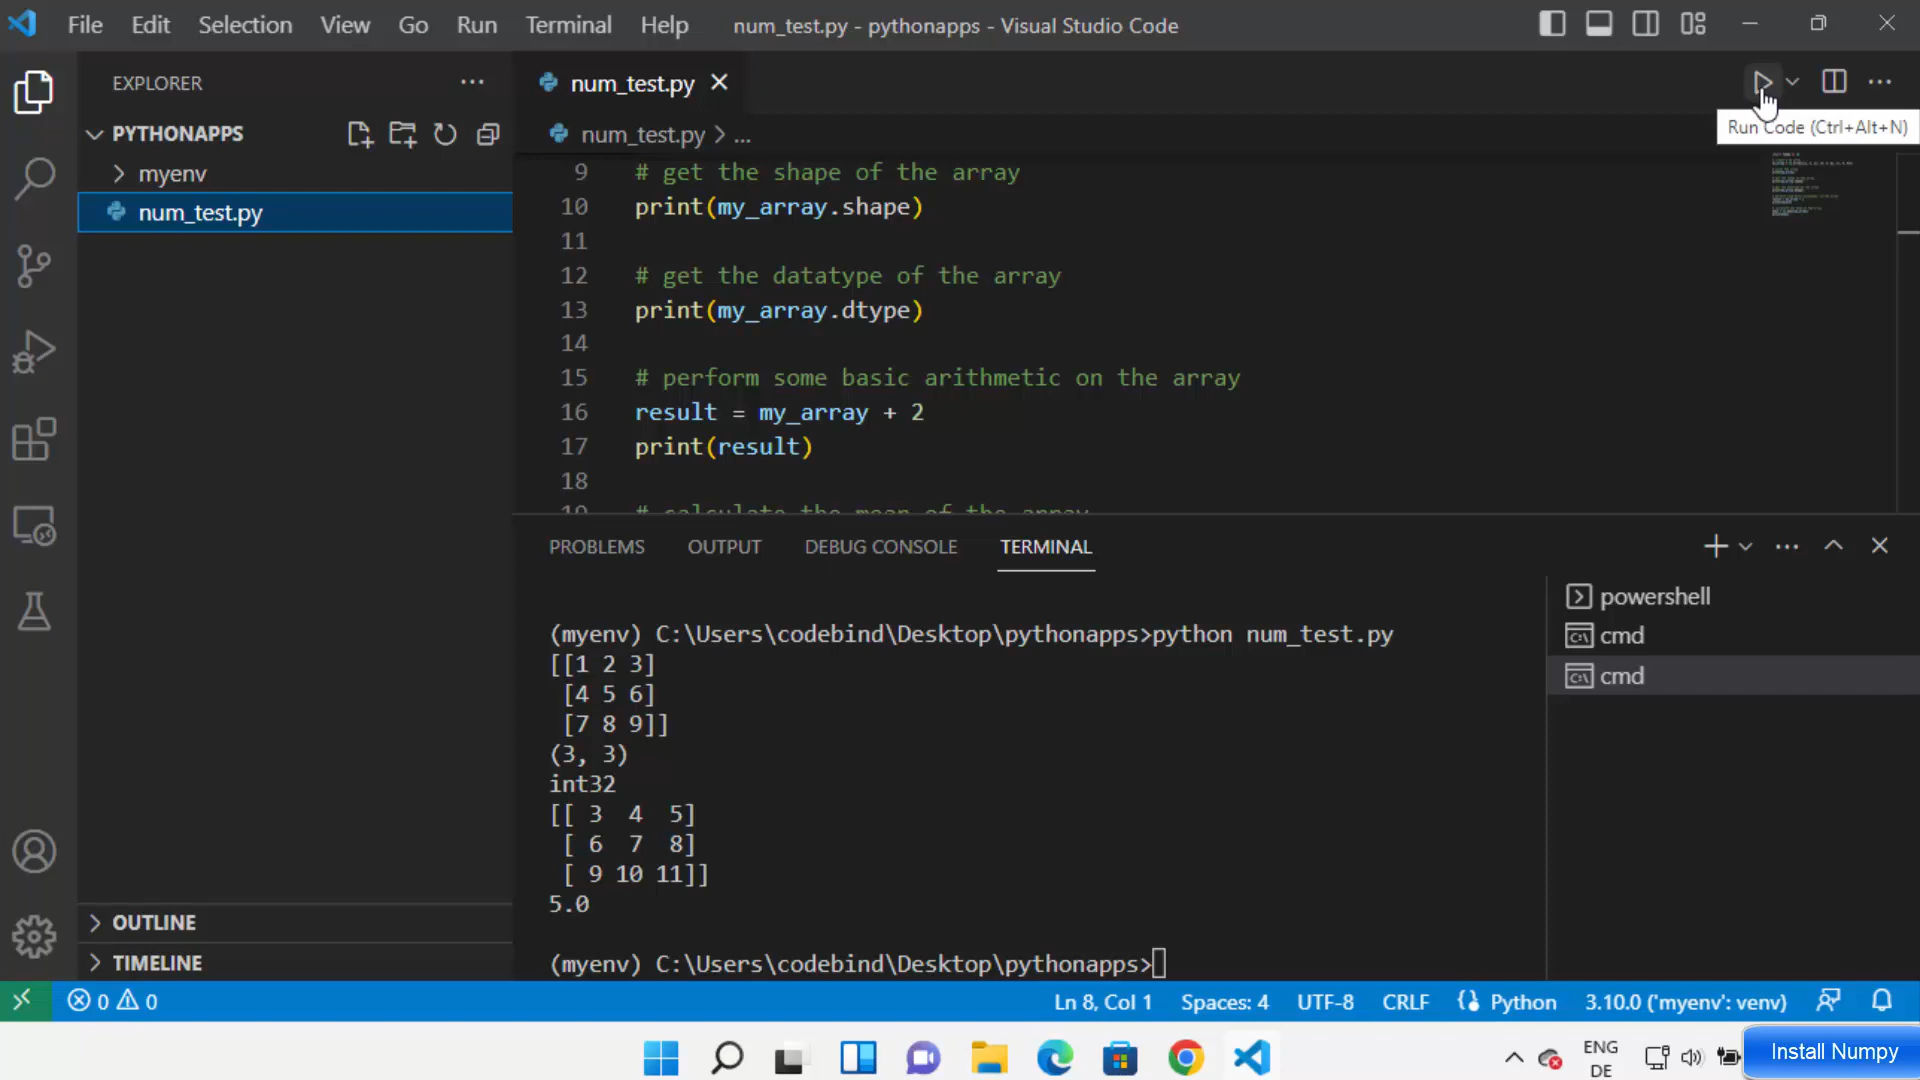 File Edit Selection View Go Run Terminal Help num_test.py - pythonapps - Visual Studio Code
EXPLORER
PYTHONAPPS
myenv
num_test.py
OUTLINE
TIMELINE
num_test.py
num_test.py > ...
Run Code (Ctrl+Alt+N)
9 # get the shape of the array
10 print(my_array.shape)
11
12 # get the datatype of the array
13 print(my_array.dtype)
14
15 # perform some basic arithmetic on the array
16 result = my_array + 2
17 print(result)
18
19 # calculate the mean of the array
PROBLEMS OUTPUT DEBUG CONSOLE TERMINAL
(myenv) C:\Users\codebind\Desktop\pythonapps>python num_test.py
[[1 2 3]
[4 5 6]
[7 8 9]]
(3, 3)
int32
[[ 3 4 5]
[ 6 7 8]
[ 9 10 11]]
5.0
(myenv) C:\Users\codebind\Desktop\pythonapps>
powershell
cmd
cmd
0 0 Ln 8, Col 1 Spaces: 4 UTF-8 CRLF Python 3.10.0 ('myenv': venv)
ENG
DE
Install Numpy